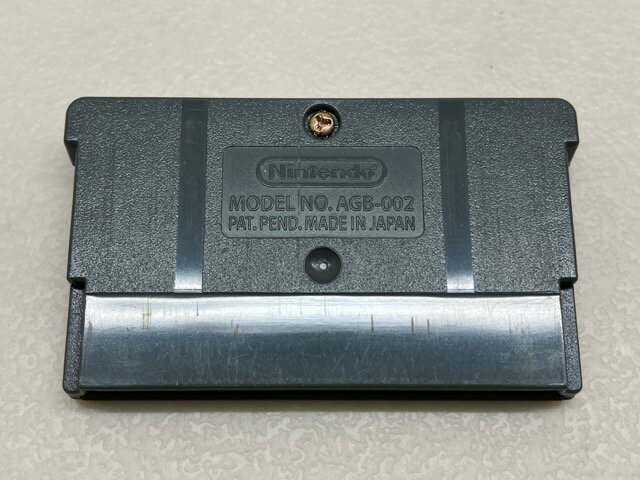 Nintendo
MODEL NO. AGB-002
PAT. PEND. MADE IN JAPAN